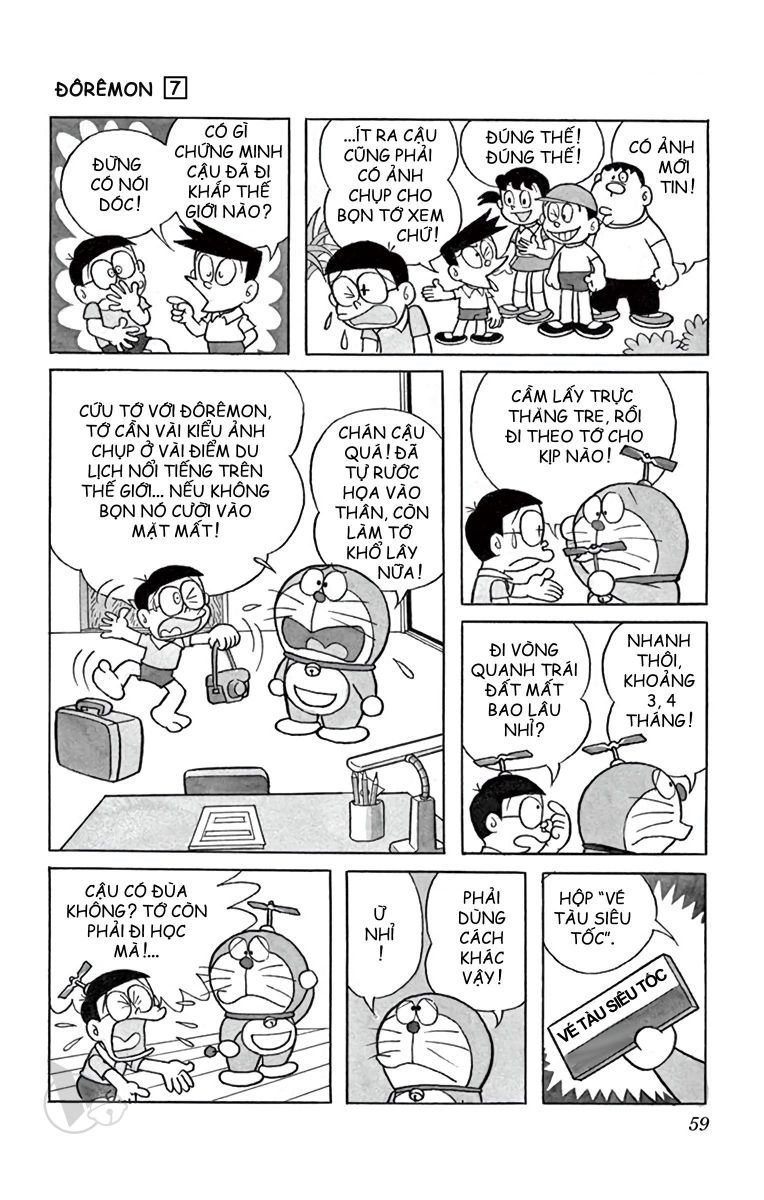 ĐÔRÊMON 7
ĐỪNG
CÓ NÓI
DÓC!
CÓ GÌ
CHỨNG MINH
CẬU ĐÃ ĐI
KHẮP THẾ
GIỚI NÀO?
...ÍT RA CẬU
CŨNG PHẢI
CÓ ẢNH
CHỤP CHO
BỌN TỚ XEM
CHỨ!
ĐÚNG THẾ!
ĐÚNG THẾ!
CÓ ẢNH
MỚI
TIN!
CỨU TỚ VỚI ĐÔRÊMON,
TỚ CẦN VÀI KIỂU ẢNH
CHỤP Ở VÀI ĐIỂM DU
LỊCH NỔI TIẾNG TRÊN
THẾ GIỚI... NẾU KHÔNG
BỌN NÓ CƯỜI VÀO
MẶT MẤT!
CHÁN CẬU
QUÁ! ĐÃ
TỰ RƯỚC
HỌA VÀO
THÂN, CÒN
LÀM TỚ
KHỔ LÂY
NỮA!
CẦM LẤY TRỰC
THĂNG TRE, RỒI
ĐI THEO TỚ CHO
KỊP NÀO!
ĐI VÒNG
QUANH TRÁI
ĐẤT MẤT
BAO LÂU
NHỈ?
NHANH
THÔI,
KHOẢNG
3, 4
THÁNG!
CẬU CÓ ĐÙA
KHÔNG? TỚ CÒN
PHẢI ĐI HỌC
MÀ!...
Ữ
NHỈ
!
PHẢI
DÙNG
CÁCH
KHÁC
VẬY!
HỘP “VÉ
TÀU SIÊU
TỐC”.
VÉ TÀU SIÊU TỐC
59